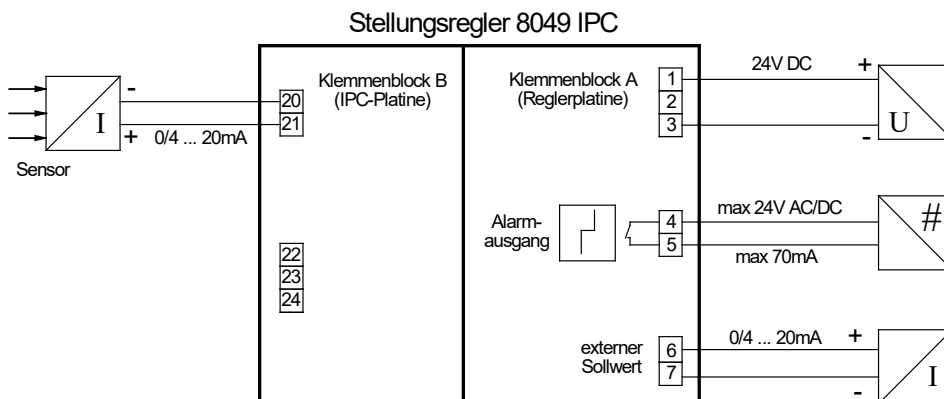 Stellungsregler 8049 IPC
Klemmenblock B
(IPC-Platine)
Klemmenblock A
(Reglerplatine)
24V DC
+
-
U
1
2
3
-
+
I
0/4 ... 20mA
Sensor
20
21
Alarm-
ausgang
4
5
max 24V AC/DC
max 70mA
#
22
23
24
externer
Sollwert
6
7
0/4 ... 20mA
+
-
I